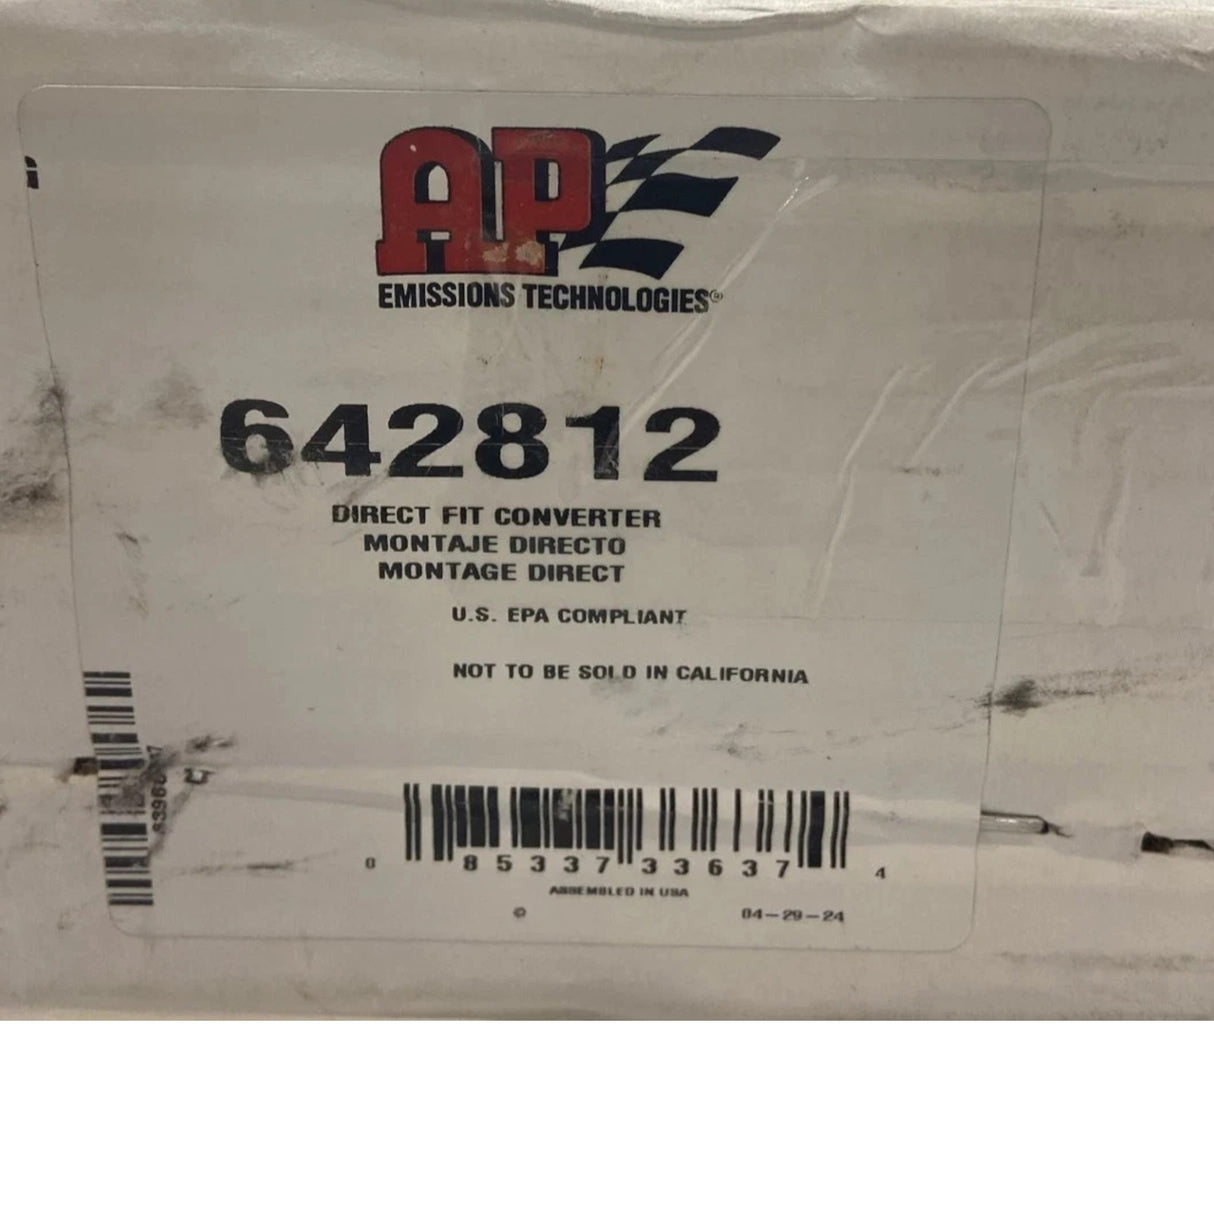 AP
EMISSIONS TECHNOLOGIES®
642812
DIRECT FIT CONVERTER
MONTAJE DIRECTO
MONTAGE DIRECT
U.S. EPA COMPLIANT
NOT TO BE SOLD IN CALIFORNIA
0 85337 33637 4
ASSEMBLED IN USA
04-29-24